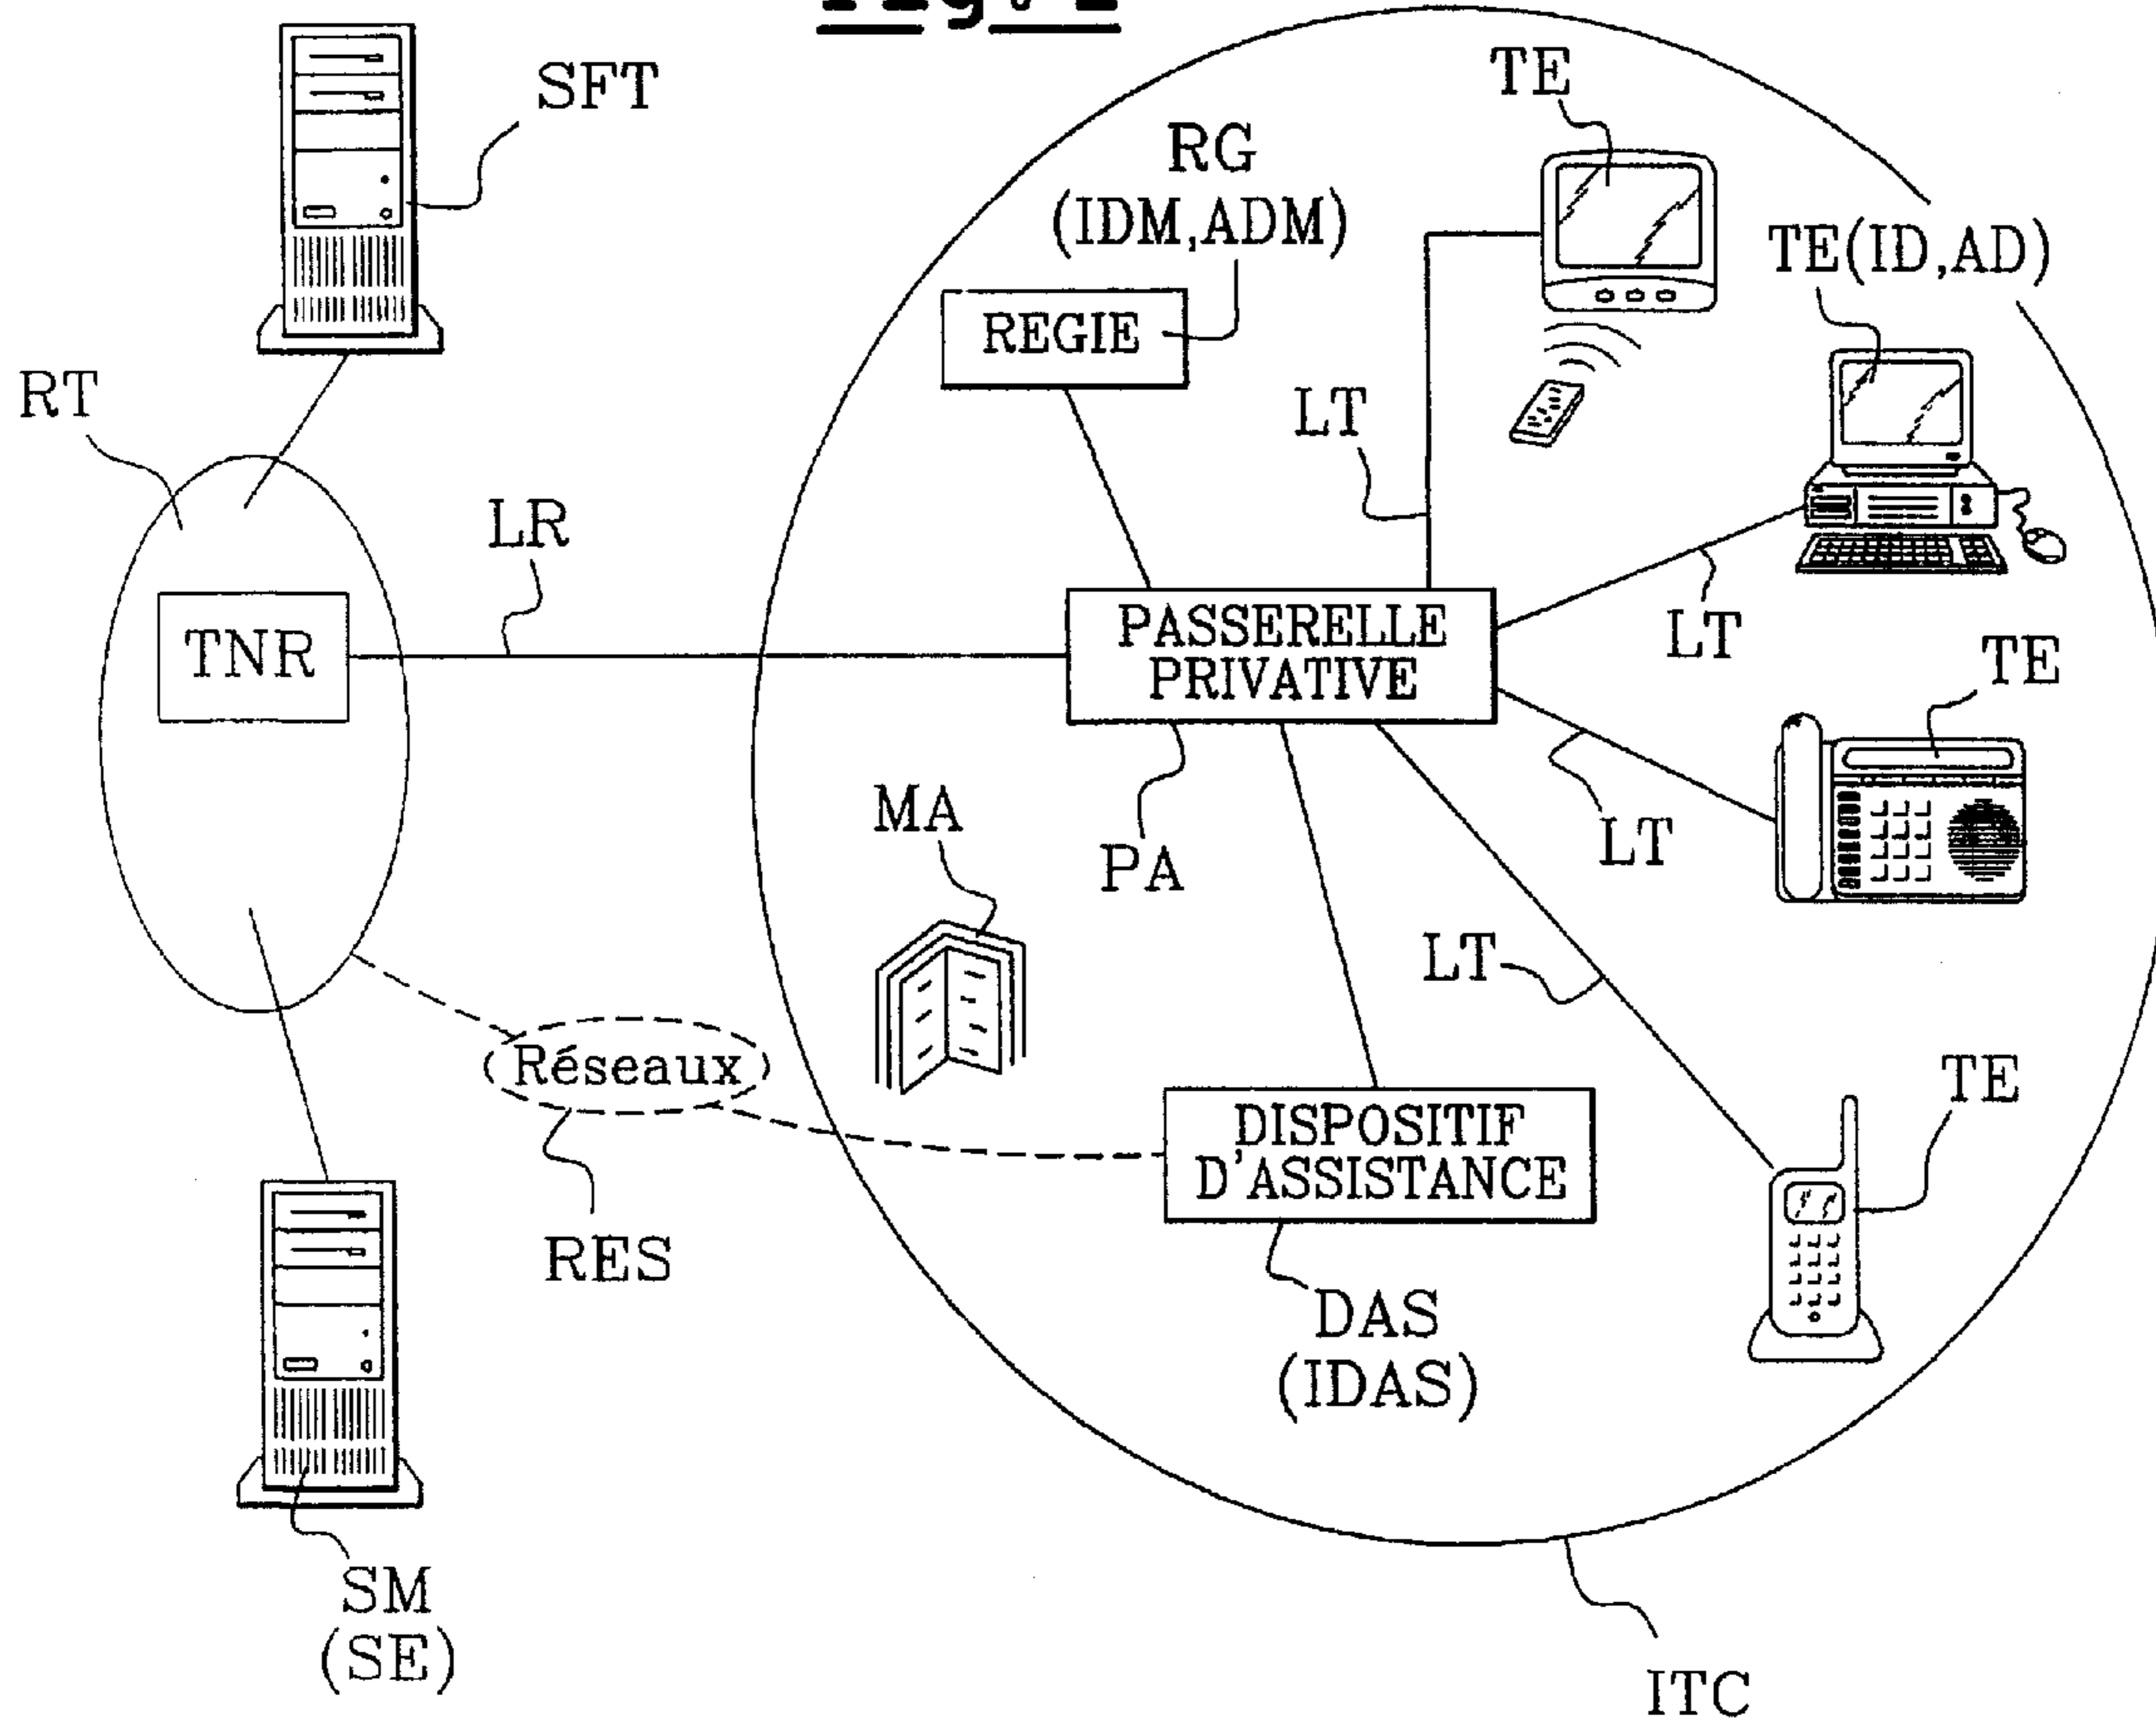 SFT
TE
RG
(IDM,ADM)
TE(ID,AD)
REGIE
RT
LT
LR
TNR
PASSERELLE
PRIVATIVE
LT
TE
MA
PA
LT
LT
Réseaux
TE
DISPOSITIF
D'ASSISTANCE
RES
DAS
(IDAS)
SM
(SE)
ITC